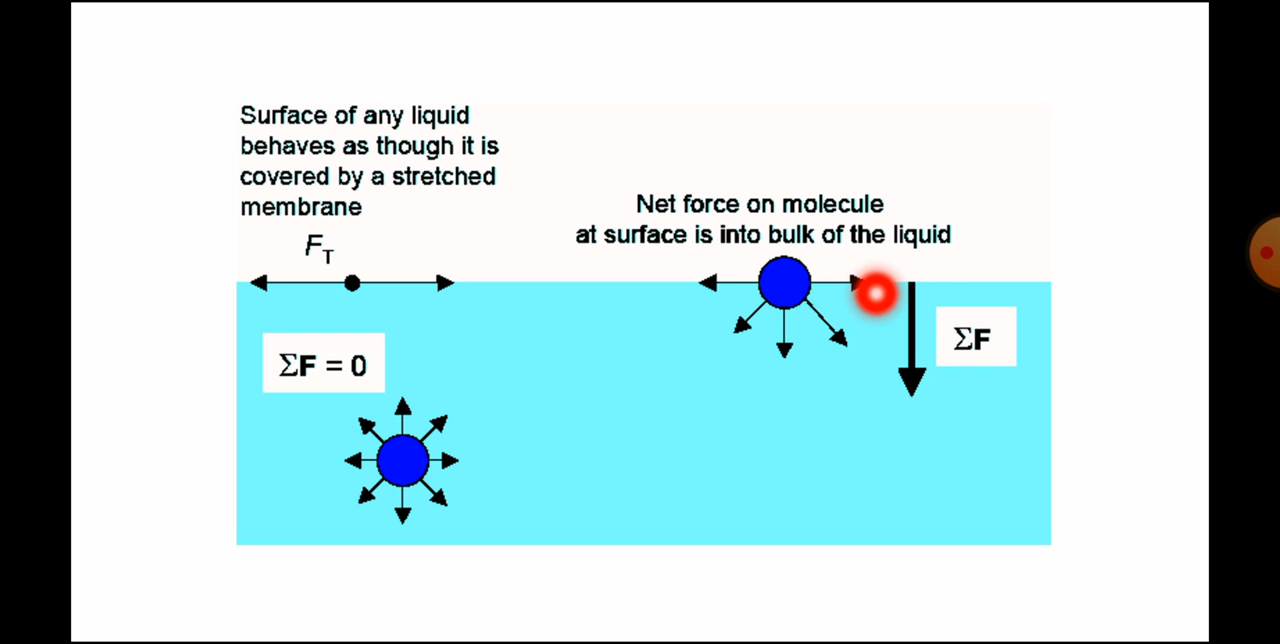 Surface of any liquid
behaves as though it is
covered by a stretched
membrane
F_T
Net force on molecule
at surface is into bulk of the liquid
ΣF = 0
ΣF